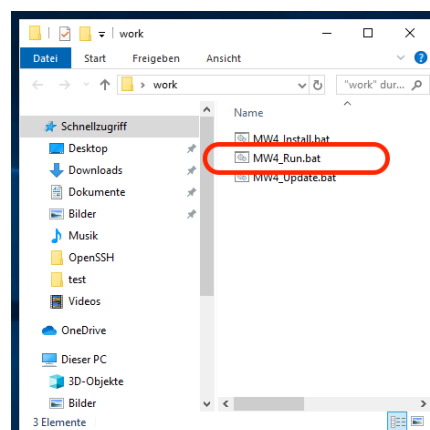 work
Datei Start Freigeben Ansicht
work "work" dur...
Name
Schnellzugriff
MW4_Install.bat
Desktop
MW4_Run.bat
Downloads
MW4_Update.bat
Dokumente
Bilder
Musik
OpenSSH
test
Videos
OneDrive
Dieser PC
3D-Objekte
Bilder
3 Elemente